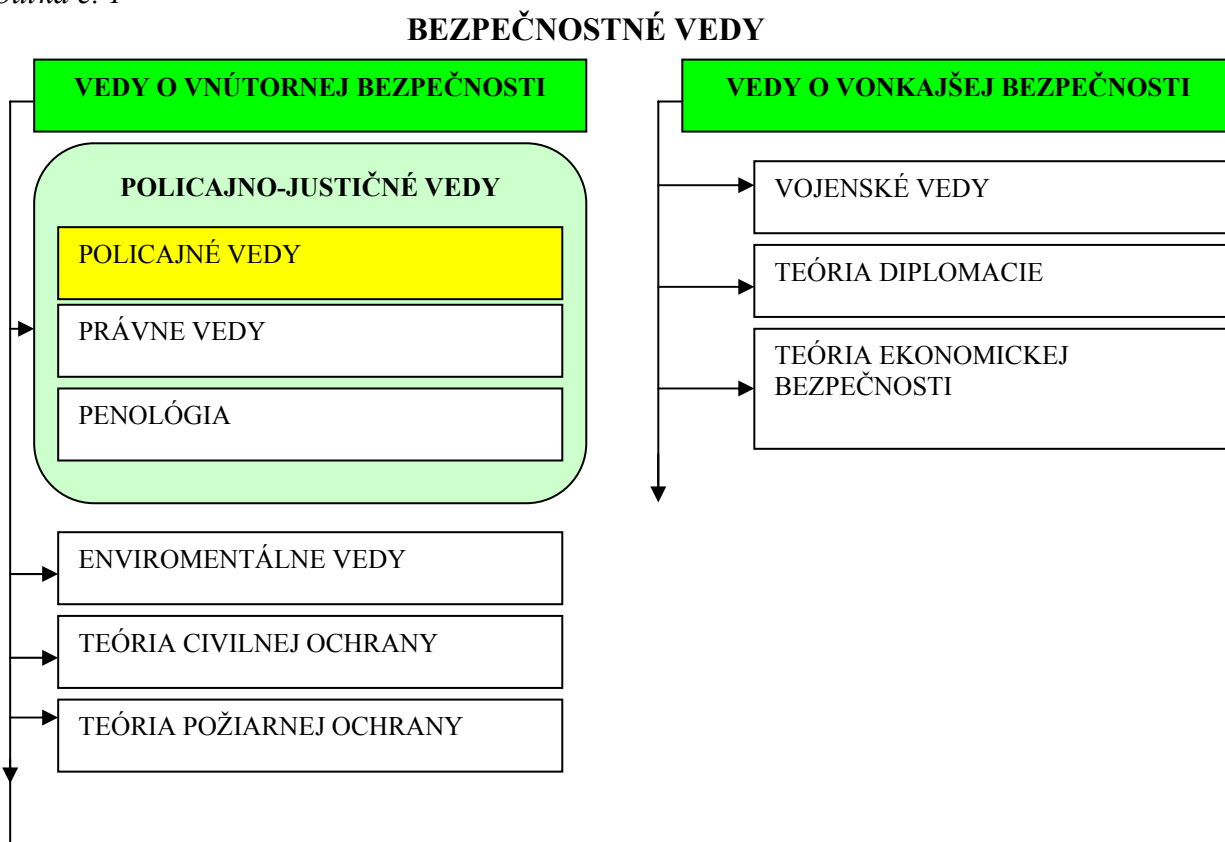 č. 1
BEZPEČNOSTNÉ VEDY
VEDY O VNÚTORNEJ BEZPEČNOSTI
POLICAJNO-JUSTIČNÉ VEDY
POLICAJNÉ VEDY
PRÁVNE VEDY
PENOLÓGIA
ENVIROMENTÁLNE VEDY
TEÓRIA CIVILNEJ OCHRANY
TEÓRIA POŽIARNEJ OCHRANY
VEDY O VONKAJŠEJ BEZPEČNOSTI
VOJENSKÉ VEDY
TEÓRIA DIPLOMACIE
TEÓRIA EKONOMICKEJ
BEZPEČNOSTI